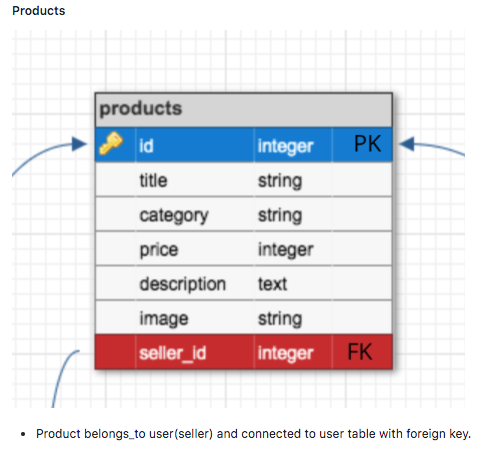 Products
products
id integer PK
title string
category string
price integer
description text
image string
seller_id integer FK
• Product belongs_to user(seller) and connected to user table with foreign key.